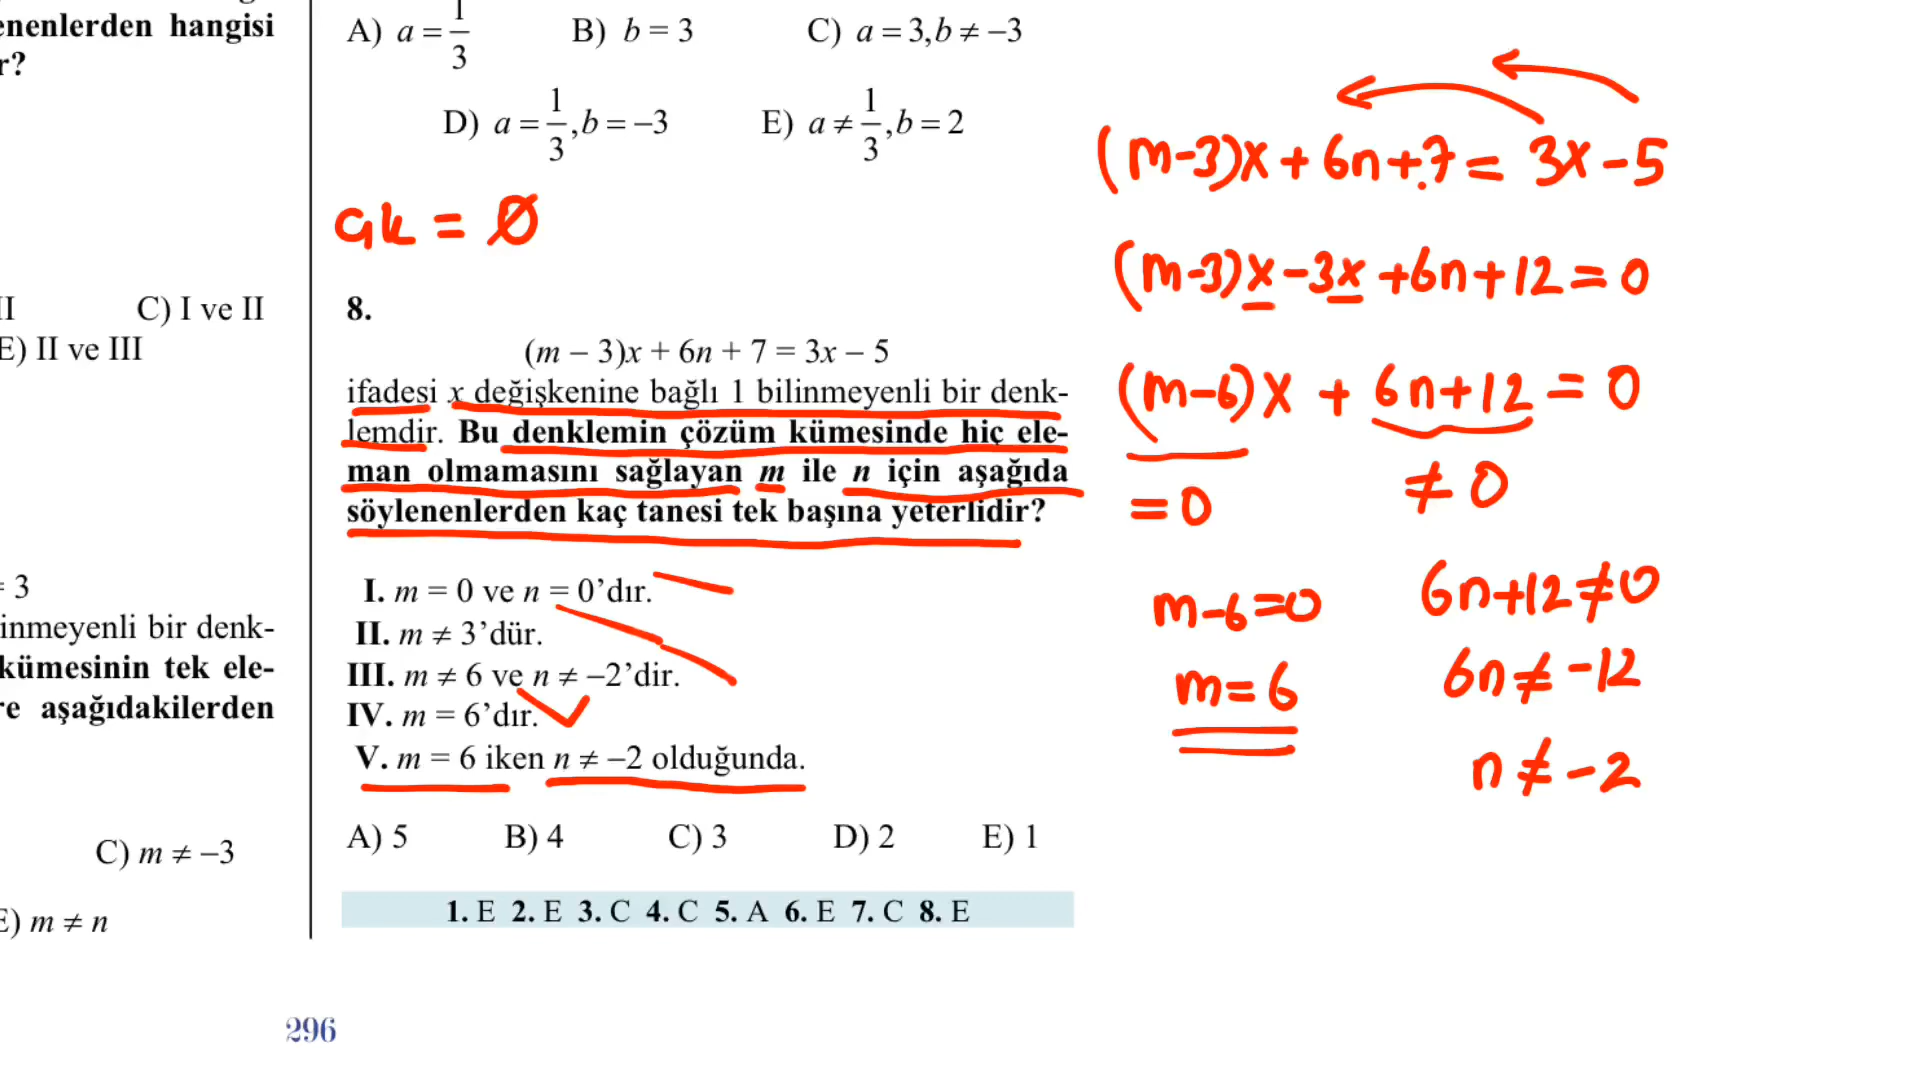 enenlerden hangisi
r?
II
C) I ve II
E) II ve III
= 3
inmeyenli bir denk-
kümesinin tek ele-
re aşağıdakilerden
C) m ≠ −3
E) m ≠ n
A) a = 1/3 B) b = 3 C) a = 3, b ≠ −3
D) a = 1/3, b = −3 E) a ≠ 1/3, b = 2
çk = ∅
8.
(m − 3)x + 6n + 7 = 3x − 5
ifadesi x değişkenine bağlı 1 bilinmeyenli bir denk-
lemdir. Bu denklemin çözüm kümesinde hiç ele-
man olmamasını sağlayan m ile n için aşağıda
söylenenlerden kaç tanesi tek başına yeterlidir?
I. m = 0 ve n = 0'dır.
II. m ≠ 3'dür.
III. m ≠ 6 ve n ≠ −2'dir.
IV. m = 6'dır.
V. m = 6 iken n ≠ −2 olduğunda.
A) 5 B) 4 C) 3 D) 2 E) 1
1. E 2. E 3. C 4. C 5. A 6. E 7. C 8. E
296
(m-3)x + 6n+7 = 3x - 5
(m-3)x - 3x + 6n + 12 = 0
(m-6)x + 6n+12 = 0
= 0 ≠ 0
m-6=0 6n+12≠0
m=6 6n≠-12
n≠-2